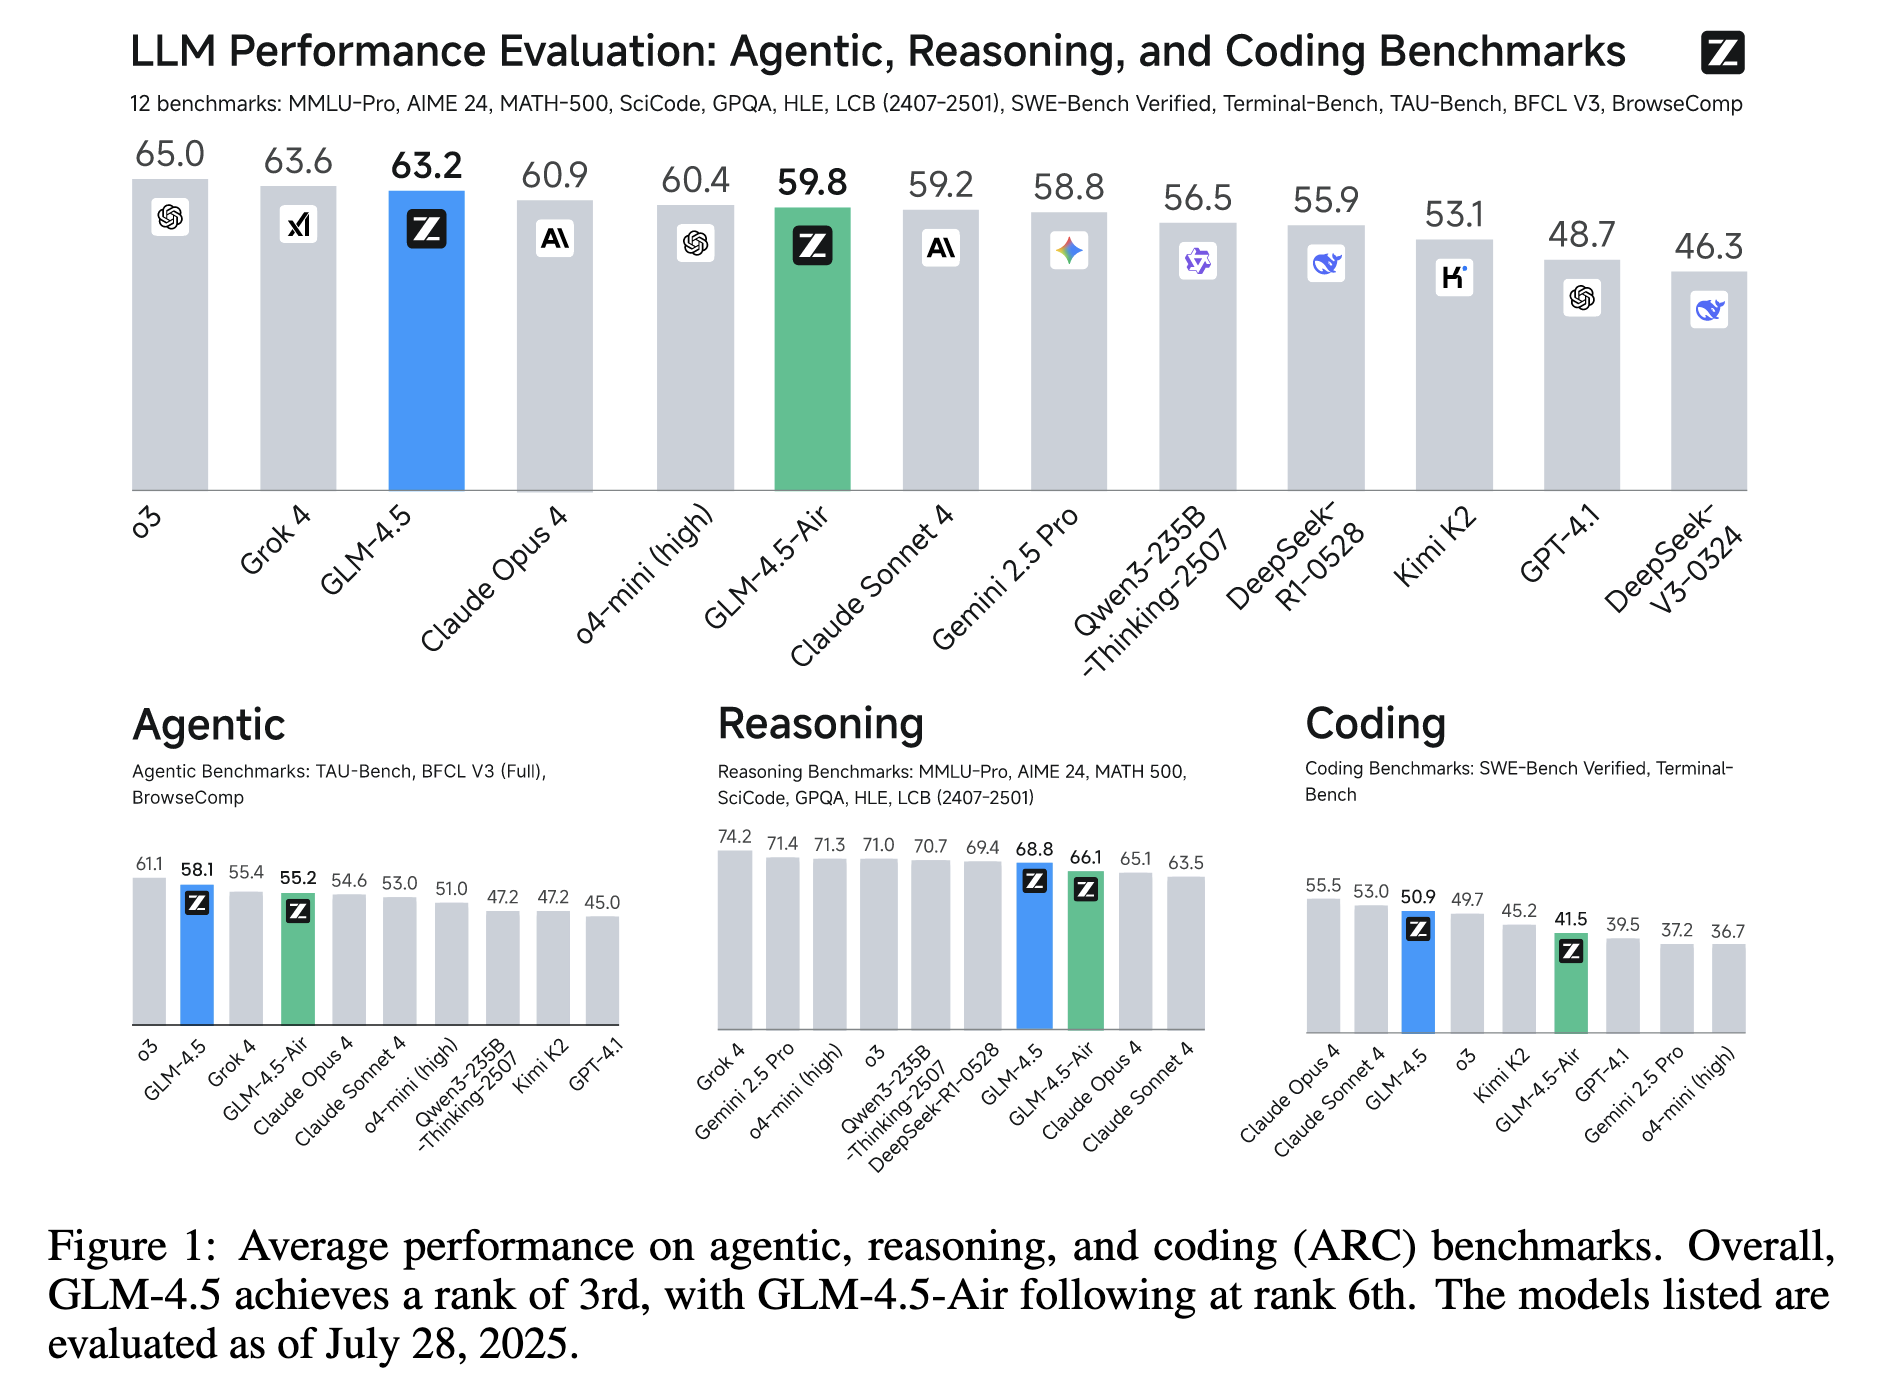 LLM Performance Evaluation: Agentic, Reasoning, and Coding Benchmarks
12 benchmarks: MMLU-Pro, AIME 24, MATH-500, SciCode, GPQA, HLE, LCB (2407-2501), SWE-Bench Verified, Terminal-Bench, TAU-Bench, BFCL V3, BrowseComp
65.0
63.6
63.2
60.9
60.4
59.8
59.2
58.8
56.5
55.9
53.1
48.7
46.3
o3
Grok 4
GLM-4.5
Claude Opus 4
o4-mini (high)
GLM-4.5-Air
Claude Sonnet 4
Gemini 2.5 Pro
Qwen3-235B
-Thinking-2507
DeepSeek-
R1-0528
Kimi K2
GPT-4.1
DeepSeek-
V3-0324
Agentic
Agentic Benchmarks: TAU-Bench, BFCL V3 (Full),
BrowseComp
61.1
58.1
55.4
55.2
54.6
53.0
51.0
47.2
47.2
45.0
o3
GLM-4.5
Grok 4
GLM-4.5-Air
Claude Opus 4
Claude Sonnet 4
o4-mini (high)
Qwen3-235B
-Thinking-2507
Kimi K2
GPT-4.1
Reasoning
Reasoning Benchmarks: MMLU-Pro, AIME 24, MATH 500,
SciCode, GPQA, HLE, LCB (2407-2501)
74.2
71.4
71.3
71.0
70.7
69.4
68.8
66.1
65.1
63.5
Grok 4
Gemini 2.5 Pro
o4-mini (high)
o3
Qwen3-235B
-Thinking-2507
DeepSeek-R1-0528
GLM-4.5
GLM-4.5-Air
Claude Opus 4
Claude Sonnet 4
Coding
Coding Benchmarks: SWE-Bench Verified, Terminal-
Bench
55.5
53.0
50.9
49.7
45.2
41.5
39.5
37.2
36.7
Claude Opus 4
Claude Sonnet 4
GLM-4.5
o3
Kimi K2
GLM-4.5-Air
GPT-4.1
Gemini 2.5 Pro
o4-mini (high)
Figure 1: Average performance on agentic, reasoning, and coding (ARC) benchmarks. Overall,
GLM-4.5 achieves a rank of 3rd, with GLM-4.5-Air following at rank 6th. The models listed are
evaluated as of July 28, 2025.